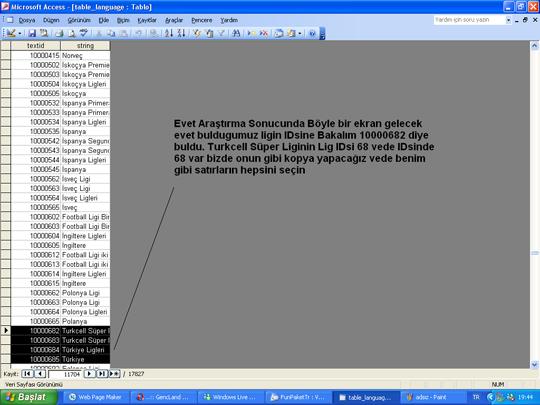 Microsoft Access - [table_language : Tablo]
Dosya Düzen Görünüm Ekle Biçim Kayıtlar Araçlar Pencere Yardım
Yardım için soru yazın
textid string
10000415 Norveç
10000502 İskoçya Premie
10000503 İskoçya Premie
10000504 İskoçya Ligleri
10000505 İskoçya
10000532 İspanya Primera
10000533 İspanya Primera
10000534 İspanya Ligleri
10000535 İspanya
10000542 İspanya Segund
10000543 İspanya Segund
10000544 İspanya Ligleri
10000545 İspanya
10000562 İsveç Ligi
10000563 İsveç Ligi
10000564 İsveç Ligleri
10000565 İsveç
10000602 Football Ligi Bir
10000603 Football Ligi Bir
10000604 İngiltere Ligleri
10000605 İngiltere
10000612 Football Ligi iki
10000613 Football Ligi iki
10000614 İngiltere Ligleri
10000615 İngiltere
10000662 Polonya Ligi
10000663 Polonya Ligi
10000664 Polonya Ligleri
10000665 Polanya
10000682 Turkcell Süper l
10000683 Turkcell Süper l
10000684 Türkiye Ligleri
10000685 Türkiye
Evet Araştırma Sonucunda Böyle bir ekran gelecek
evet buldugumuz ligin IDsine Bakalım 10000682 diye
buldu. Turkcell Süper Liginin Lig IDsi 68 vede IDsinde
68 var bizde onun gibi kopya yapacağız vede benim
gibi satırların hepsini seçin
Kayıt: 11704 / 17827
Veri Sayfası Görünümü
NUM
Başlat Web Page Maker ...:: GencLand ... Windows Live ... FunPaketTr : V... table_languag... adsız - Paint TR 19:44